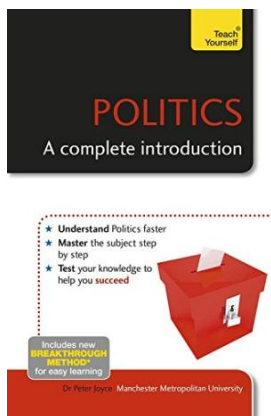 Teach®
Yourself
POLITICS
A complete introduction
★ Understand Politics faster
★ Master the subject step
by step
★ Test your knowledge to
help you succeed
Includes new
BREAKTHROUGH
METHOD*
for easy learning
Dr Peter Joyce Manchester Metropolitan University